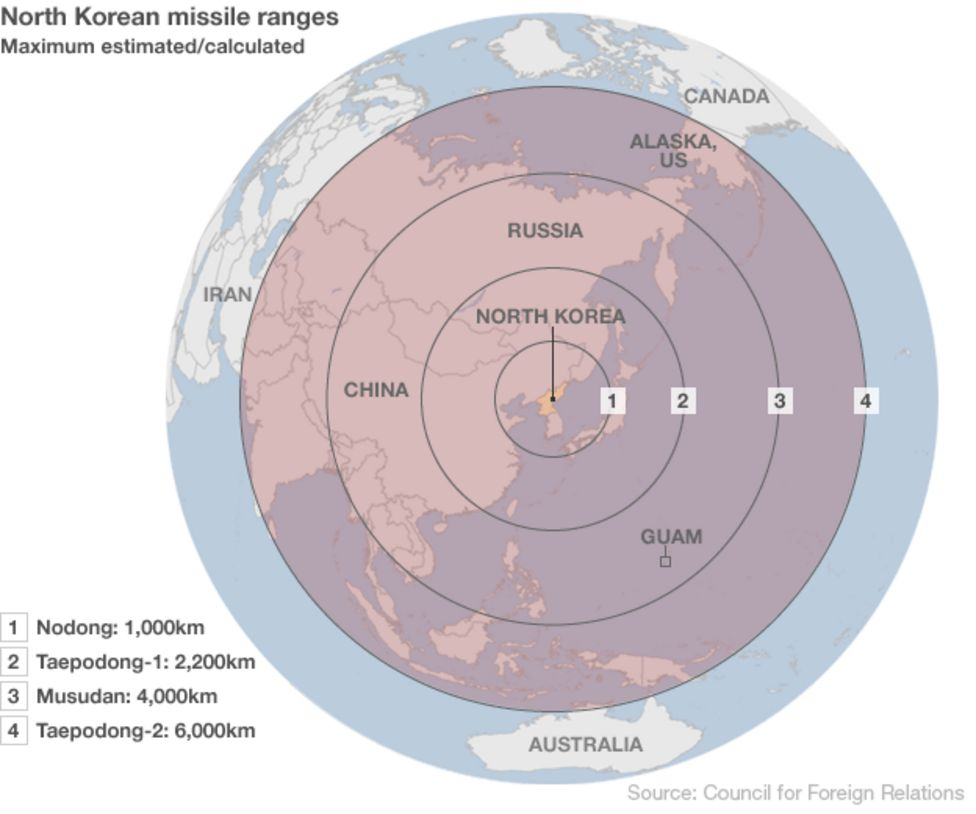 North Korean missile ranges
Maximum estimated/calculated
CANADA
ALASKA,
US
RUSSIA
IRAN
NORTH KOREA
CHINA
1
2
3
4
GUAM
1 Nodong: 1,000km
2 Taepodong-1: 2,200km
3 Musudan: 4,000km
4 Taepodong-2: 6,000km
AUSTRALIA
Source: Council for Foreign Relations